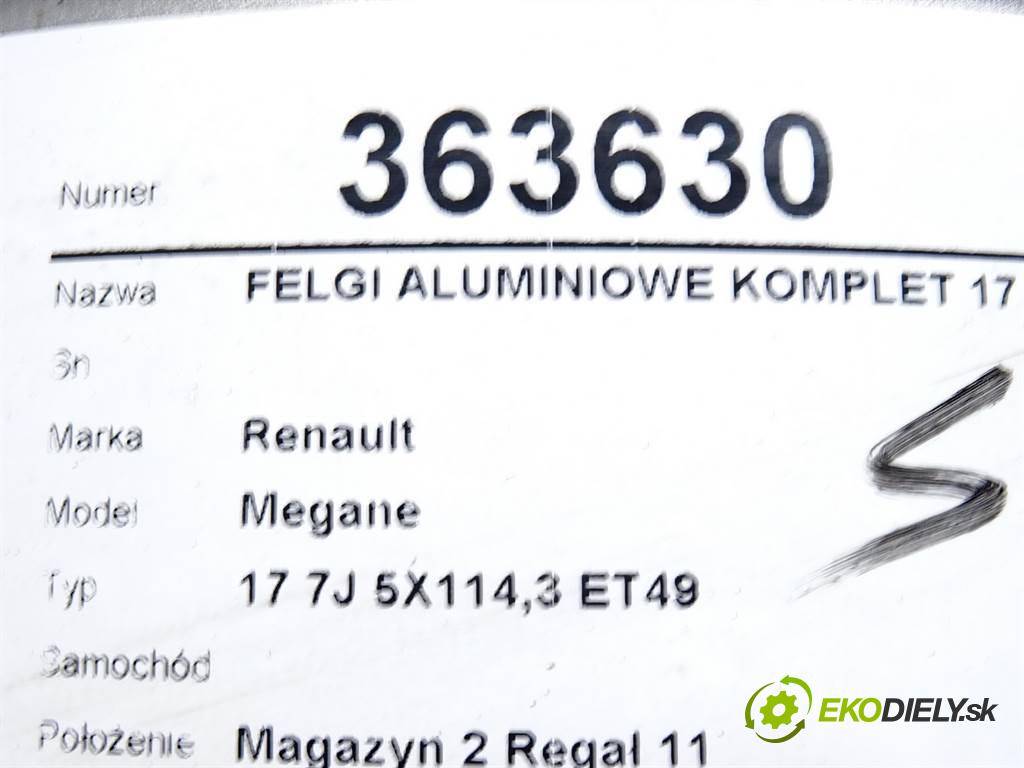 Numer 363630
Nazwa FELGI ALUMINIOWE KOMPLET 17
Sn
Marka Renault
Model Megane
Typ 17 7J 5X114,3 ET49
S
Samochód
Położenie Magazyn 2 Regał 11
EKODIELY.sk